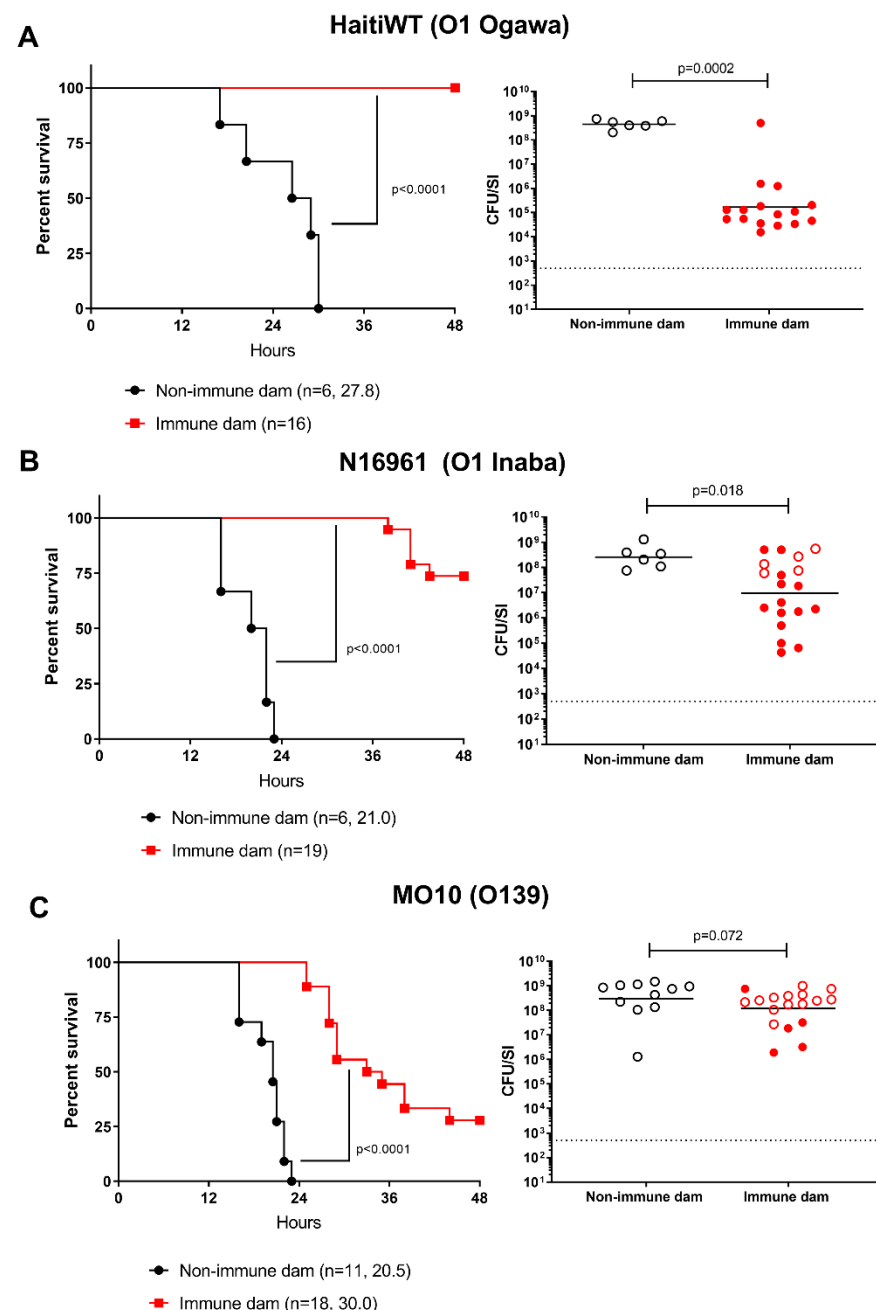 A
HaitiWT (O1 Ogawa)
Percent survival
100
75
50
25
0
p<0.0001
0 12 24 36 48
Hours
Non-immune dam (n=6, 27.8)
Immune dam (n=16)
p=0.0002
CFU/SI
10^10
10^9
10^8
10^7
10^6
10^5
10^4
10^3
10^2
10^1
Non-immune dam Immune dam
B
N16961 (O1 Inaba)
Percent survival
100
75
50
25
0
p<0.0001
0 12 24 36 48
Hours
Non-immune dam (n=6, 21.0)
Immune dam (n=19)
p=0.018
CFU/SI
10^10
10^9
10^8
10^7
10^6
10^5
10^4
10^3
10^2
10^1
Non-immune dam Immune dam
C
MO10 (O139)
Percent survival
100
75
50
25
0
p<0.0001
0 12 24 36 48
Hours
Non-immune dam (n=11, 20.5)
Immune dam (n=18, 30.0)
p=0.072
CFU/SI
10^10
10^9
10^8
10^7
10^6
10^5
10^4
10^3
10^2
10^1
Non-immune dam Immune dam